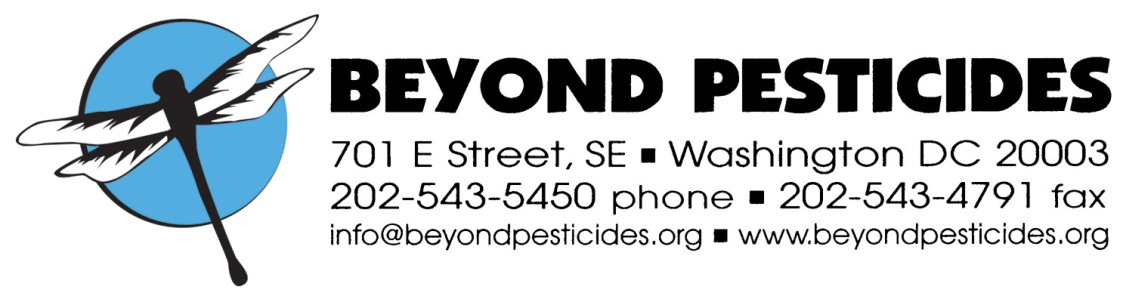 BEYOND PESTICIDES
701 E Street, SE ▪ Washington DC 20003
202-543-5450 phone ▪ 202-543-4791 fax
info@beyondpesticides.org ▪ www.beyondpesticides.org